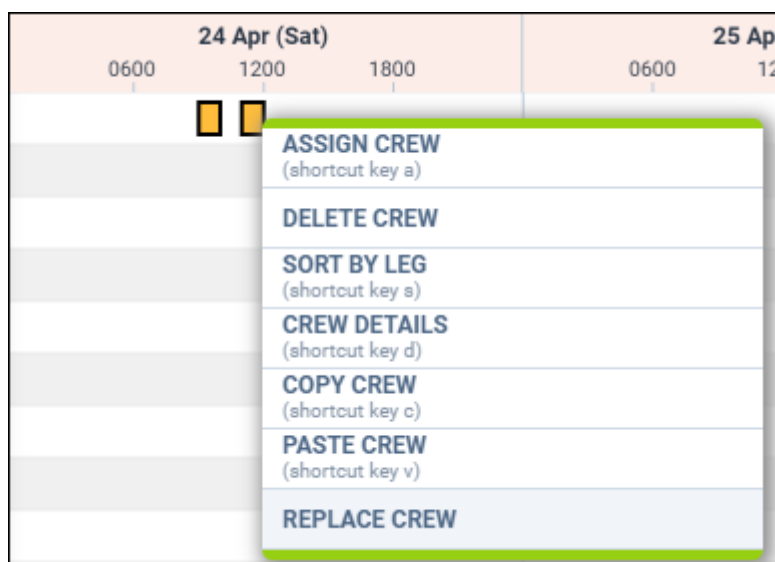 24 Apr (Sat) 25 Ap
0600 1200 1800 0600 12
ASSIGN CREW
(shortcut key a)
DELETE CREW
SORT BY LEG
(shortcut key s)
CREW DETAILS
(shortcut key d)
COPY CREW
(shortcut key c)
PASTE CREW
(shortcut key v)
REPLACE CREW